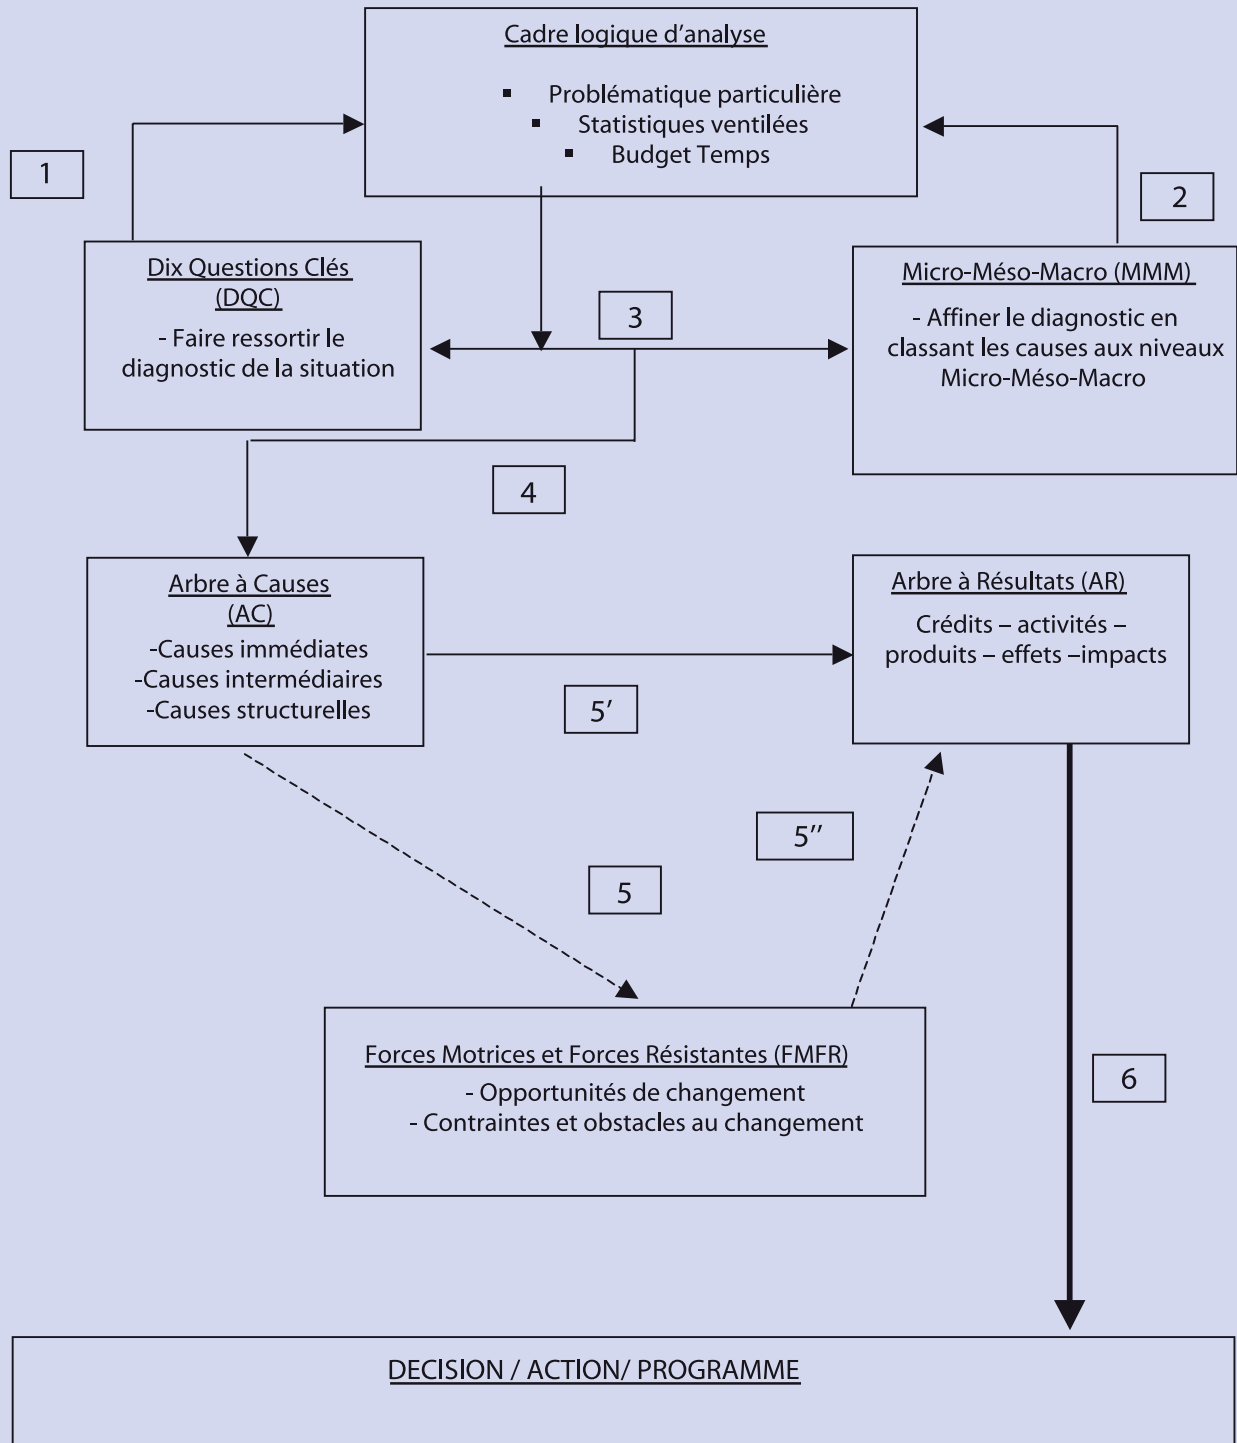 Cadre logique d’analyse
▪ Problématique particulière
▪ Statistiques ventilées
▪ Budget Temps
1
2
Dix Questions Clés
(DQC)
- Faire ressortir le
diagnostic de la situation
3
Micro-Méso-Macro (MMM)
- Affiner le diagnostic en
classant les causes aux niveaux
Micro-Méso-Macro
4
Arbre à Causes
(AC)
-Causes immédiates
-Causes intermédiaires
-Causes structurelles
5’
Arbre à Résultats (AR)
Crédits – activités –
produits – effets –impacts
5’’
5
Forces Motrices et Forces Résistantes (FMFR)
- Opportunités de changement
- Contraintes et obstacles au changement
6
DECISION / ACTION/ PROGRAMME